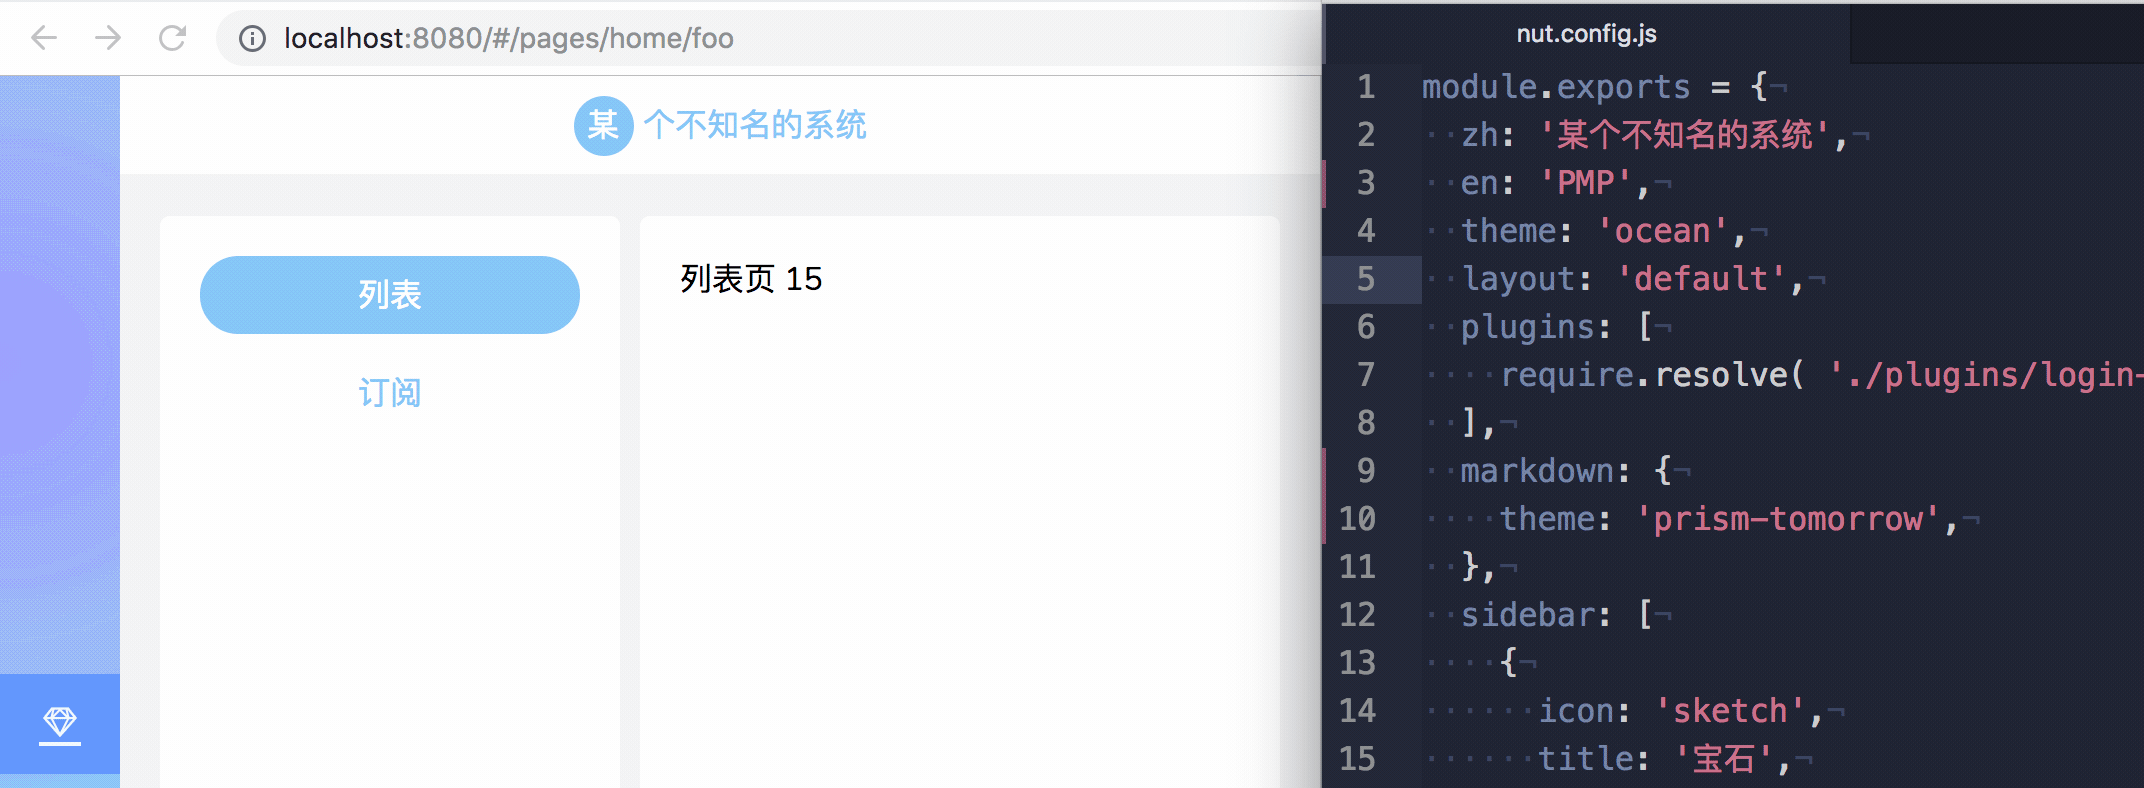 localhost:8080/#/pages/home/foo
某 个不知名的系统
列表
订阅
列表页 15
nut.config.js
1 module.exports = {¬
2 ··zh: '某个不知名的系统',¬
3 ··en: 'PMP',¬
4 ··theme: 'ocean',¬
5 ··layout: 'default',¬
6 ··plugins: [¬
7 ····require.resolve( './plugins/login-
8 ··],¬
9 ··markdown: {¬
10 ····theme: 'prism-tomorrow',¬
11 ··},¬
12 ··sidebar: [¬
13 ····{¬
14 ······icon: 'sketch',¬
15 ······title: '宝石',¬